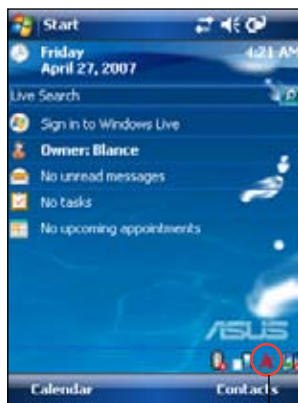 Start
Friday
4:21 AM
April 27, 2007
Live Search
Sign in to Windows Live
Owner: Blance
No unread messages
No tasks
No upcoming appointments
ASUS
Calendar Contacts